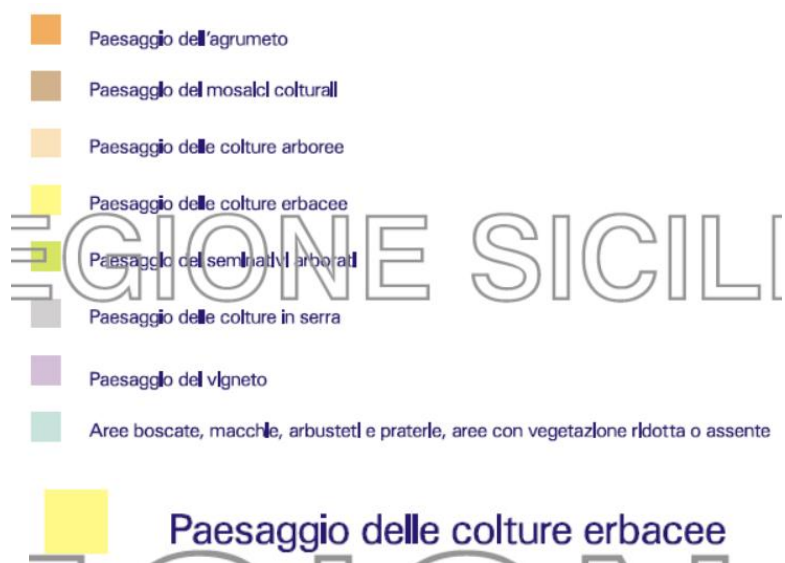 Paesaggio dell'agrumeto
Paesaggio dei mosaici colturali
Paesaggio delle colture arboree
Paesaggio delle colture erbacee
EGIONE SICILI
Paesaggio dei seminativi arborati
Paesaggio delle colture in serra
Paesaggio del vigneto
Aree boscate, macchie, arbusteti e praterie, aree con vegetazione ridotta o assente
Paesaggio delle colture erbacee